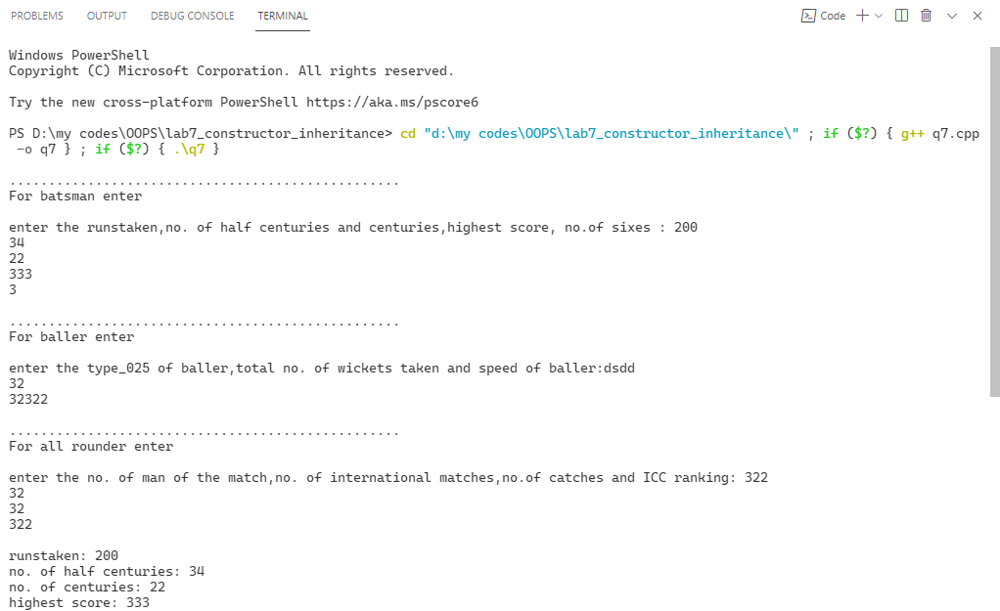 PROBLEMS OUTPUT DEBUG CONSOLE TERMINAL Code
Windows PowerShell
Copyright (C) Microsoft Corporation. All rights reserved.
Try the new cross-platform PowerShell https://aka.ms/pscore6
PS D:\my codes\OOPS\lab7_constructor_inheritance> cd "d:\my codes\OOPS\lab7_constructor_inheritance\" ; if ($?) { g++ q7.cpp
-o q7 } ; if ($?) { .\q7 }
..................................................
For batsman enter
enter the runstaken,no. of half centuries and centuries,highest score, no.of sixes : 200
34
22
333
3
..................................................
For baller enter
enter the type_025 of baller,total no. of wickets taken and speed of baller:dsdd
32
32322
..................................................
For all rounder enter
enter the no. of man of the match,no. of international matches,no.of catches and ICC ranking: 322
32
32
322
runstaken: 200
no. of half centuries: 34
no. of centuries: 22
highest score: 333